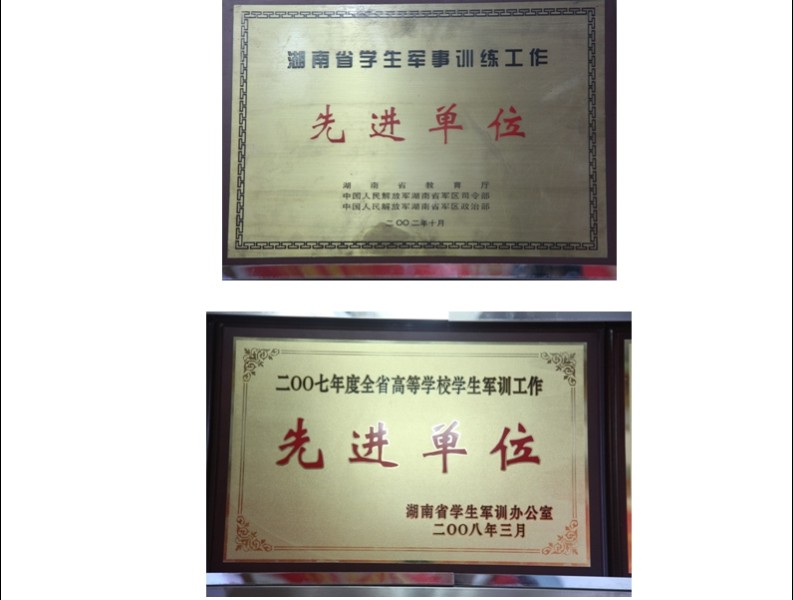 湖南省学生军事训练工作
先进单位
湖南省教育厅
中国人民解放军湖南省军区司令部
中国人民解放军湖南省军区政治部
二〇〇二年十月
二〇〇七年度全省高等学校学生军训工作
先进单位
湖南省学生军训办公室
二〇〇八年三月